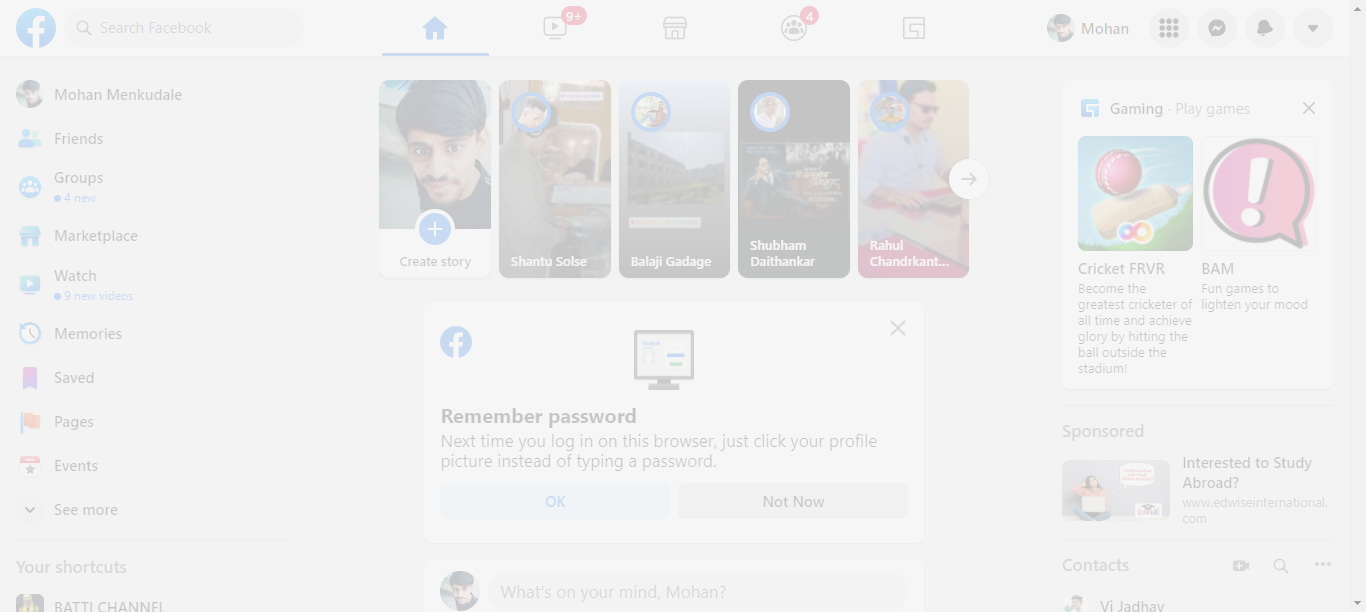 Search Facebook
9+
4
Mohan
Mohan Menkudale
Friends
Groups
4 new
Marketplace
Watch
9 new videos
Memories
Saved
Pages
Events
See more
Your shortcuts
BATTI CHANNEL
Create story
Shantu Solse
Balaji Gadage
Shubham
Daithankar
Rahul
Chandrkant...
Remember password
Next time you log in on this browser, just click your profile
picture instead of typing a password.
OK
Not Now
What's on your mind, Mohan?
Gaming · Play games
Cricket FRVR
Become the
greatest cricketer of
all time and achieve
glory by hitting the
ball outside the
stadium!
BAM
Fun games to
lighten your mood
Sponsored
Interested to Study
Abroad?
www.edwiseinternational.
com
Contacts
Vj Jadhav